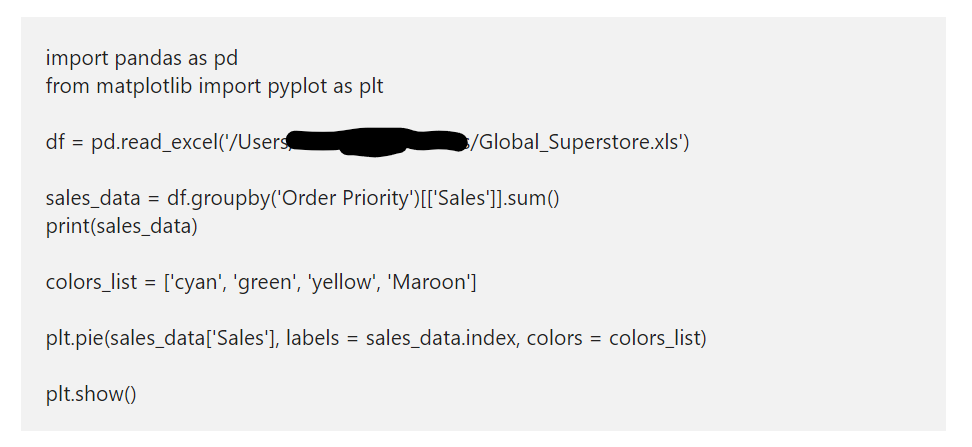 import pandas as pd
from matplotlib import pyplot as plt
df = pd.read_excel('/Users /Global_Superstore.xls')
sales_data = df.groupby('Order Priority')[['Sales']].sum()
print(sales_data)
colors_list = ['cyan', 'green', 'yellow', 'Maroon']
plt.pie(sales_data['Sales'], labels = sales_data.index, colors = colors_list)
plt.show()